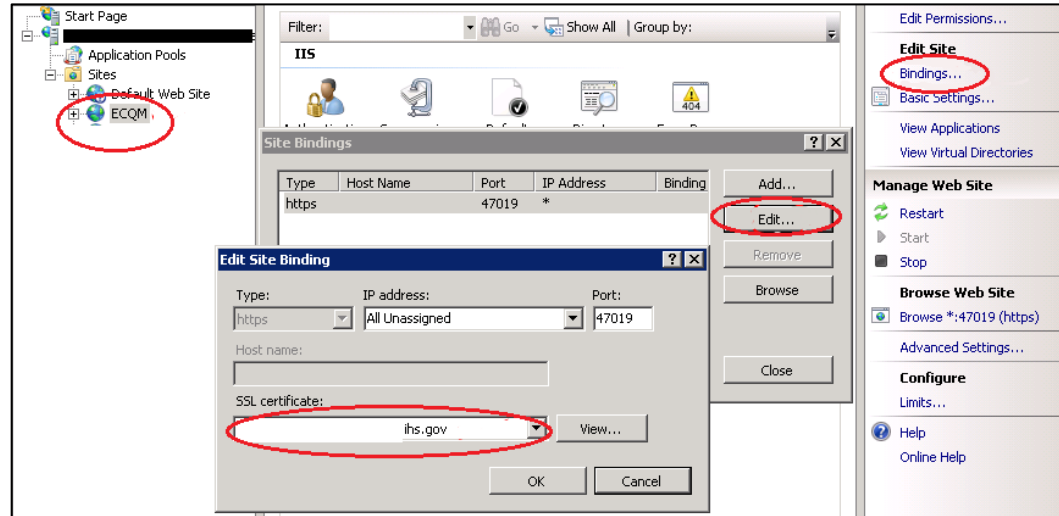 Start Page
Application Pools
Sites
Default Web Site
ECQM
Filter:
Go
Show All
Group by:
IIS
404
Site Bindings
Type Host Name Port IP Address Binding
https 47019 *
Add...
Edit...
Remove
Browse
Close
Edit Site Binding
Type: IP address: Port:
https All Unassigned 47019
Host name:
SSL certificate:
ihs.gov
View...
OK Cancel
Edit Permissions...
Edit Site
Bindings...
Basic Settings...
View Applications
View Virtual Directories
Manage Web Site
Restart
Start
Stop
Browse Web Site
Browse *:47019 (https)
Advanced Settings...
Configure
Limits...
Help
Online Help